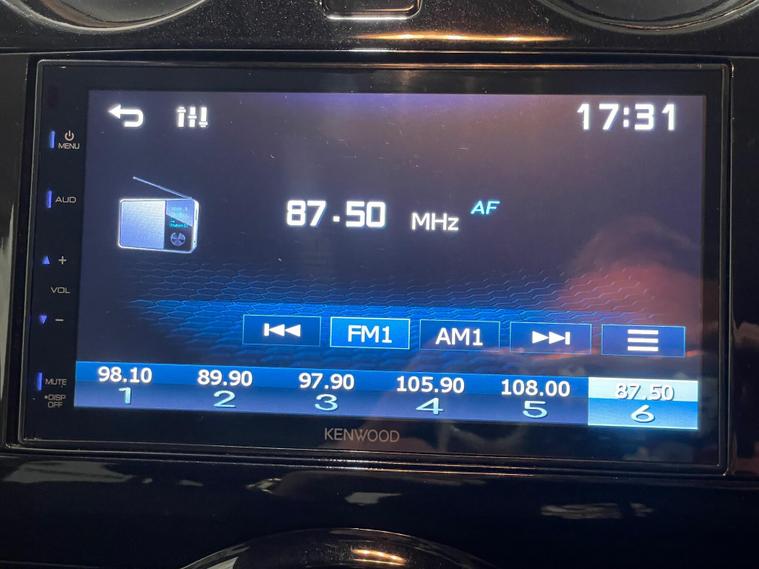 17:31
MENU
AUD
87.50 MHz AF
+
VOL
−
FM1 AM1
98.10 89.90 97.90 105.90 108.00 87.50
1 2 3 4 5 6
MUTE
•DISP
OFF
KENWOOD